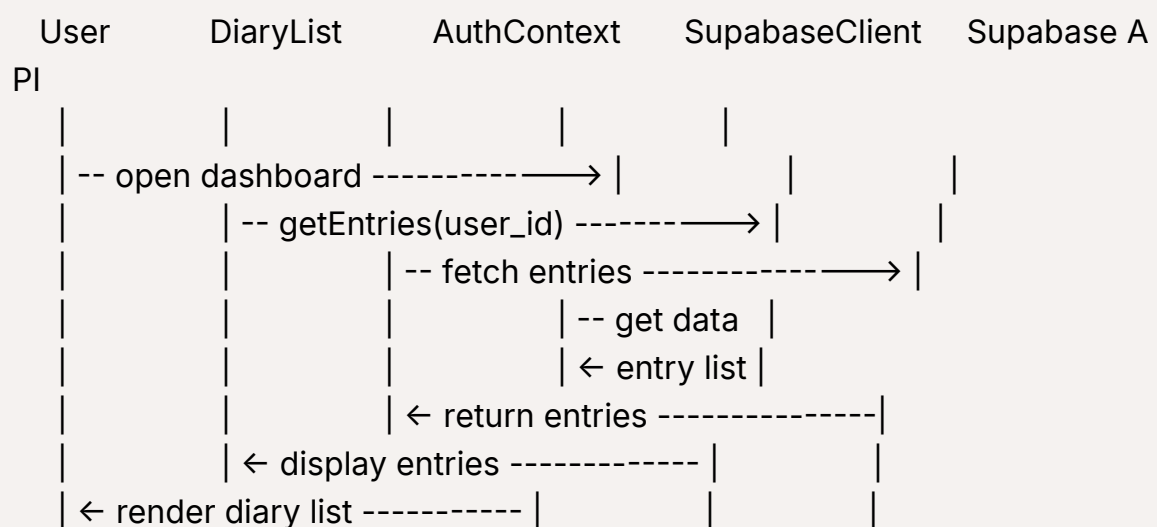 User DiaryList AuthContext SupabaseClient Supabase A
PI
| | | | |
| -- open dashboard -----------⟶ | | |
| | -- getEntries(user_id) -------⟶ | |
| | | -- fetch entries ------------⟶ |
| | | | -- get data |
| | | | ← entry list |
| | | ← return entries ---------------|
| | ← display entries ------------- | |
| ← render diary list ----------- | | |